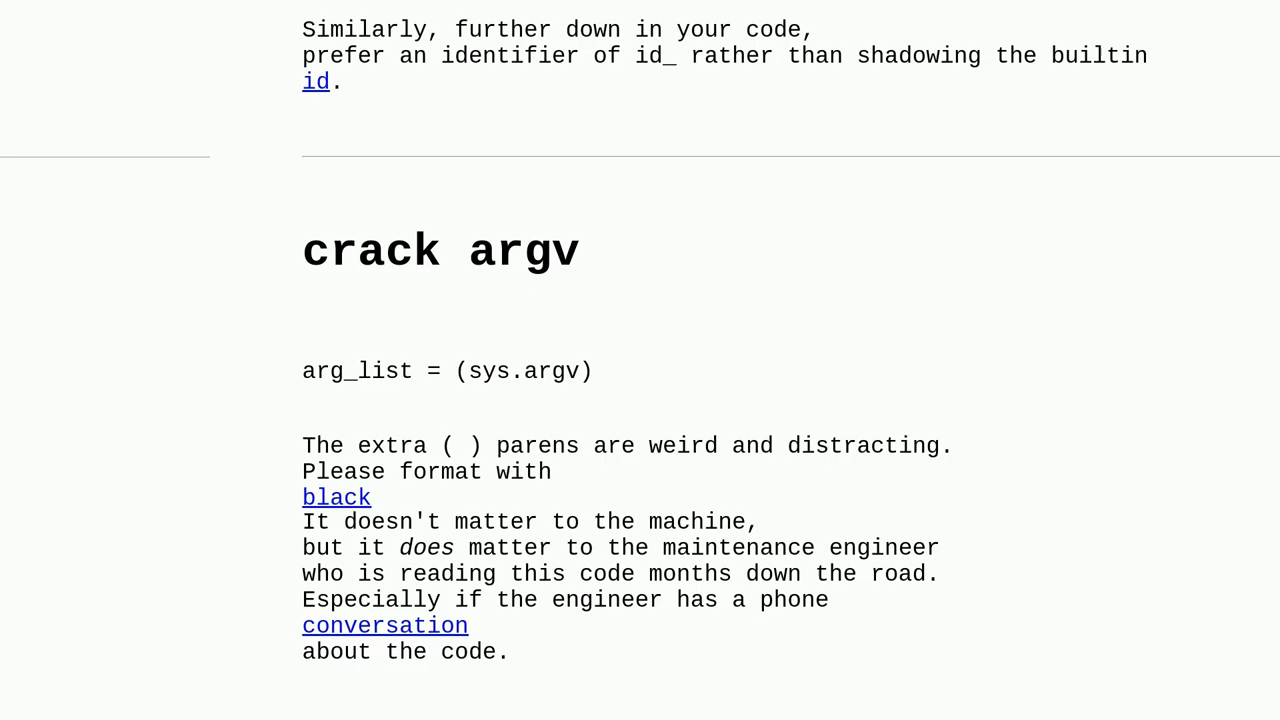 Similarly, further down in your code,
prefer an identifier of id_ rather than shadowing the builtin
id.
crack argv
arg_list = (sys.argv)
The extra ( ) parens are weird and distracting.
Please format with
black
It doesn't matter to the machine,
but it does matter to the maintenance engineer
who is reading this code months down the road.
Especially if the engineer has a phone
conversation
about the code.